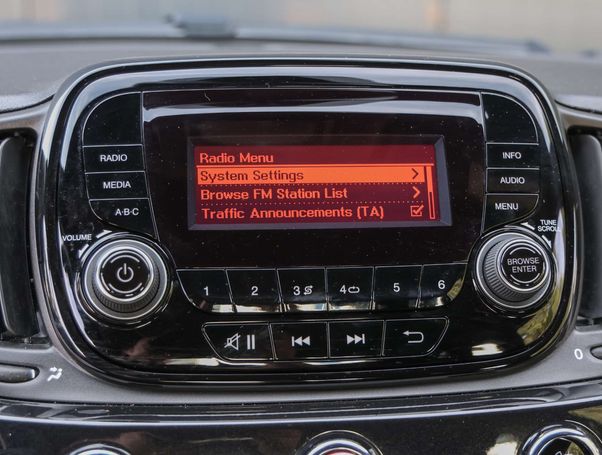 Radio Menu
System Settings
Browse FM Station List
Traffic Announcements (TA)
RADIO
MEDIA
A·B·C
INFO
AUDIO
MENU
VOLUME
TUNE
SCROLL
BROWSE
ENTER
1 2 3 4 5 6
0